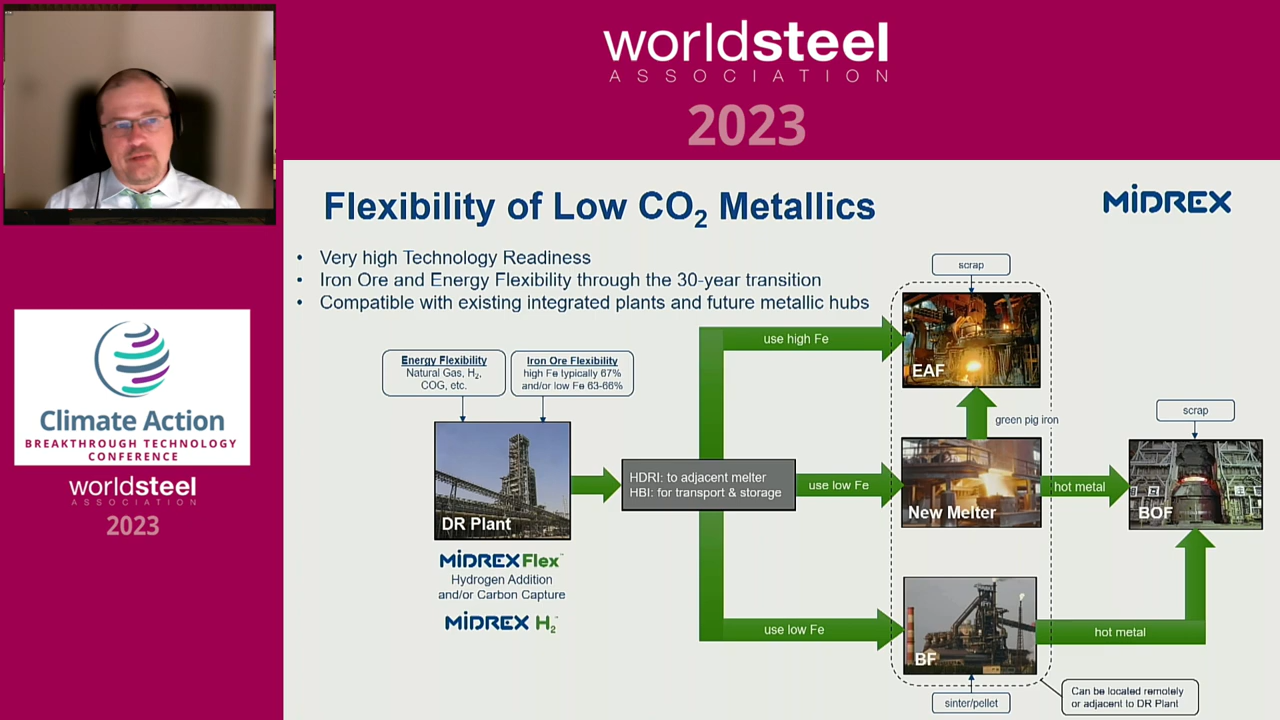 worldsteel
ASSOCIATION
2023
Flexibility of Low CO₂ Metallics
MIDREX
• Very high Technology Readiness
• Iron Ore and Energy Flexibility through the 30-year transition
• Compatible with existing integrated plants and future metallic hubs
Energy Flexibility
Natural Gas, H₂,
COG, etc.
Iron Ore Flexibility
high Fe typically 67%
and/or low Fe 63-66%
DR Plant
MIDREX Flex™
Hydrogen Addition
and/or Carbon Capture
MIDREX H₂™
HDRI: to adjacent melter
HBI: for transport & storage
use high Fe
use low Fe
use low Fe
scrap
EAF
green pig iron
New Melter
hot metal
scrap
BOF
BF
hot metal
sinter/pellet
Can be located remolely
or adjacent to DR Plant
Climate Action
BREAKTHROUGH TECHNOLOGY
CONFERENCE
worldsteel
ASSOCIATION
2023